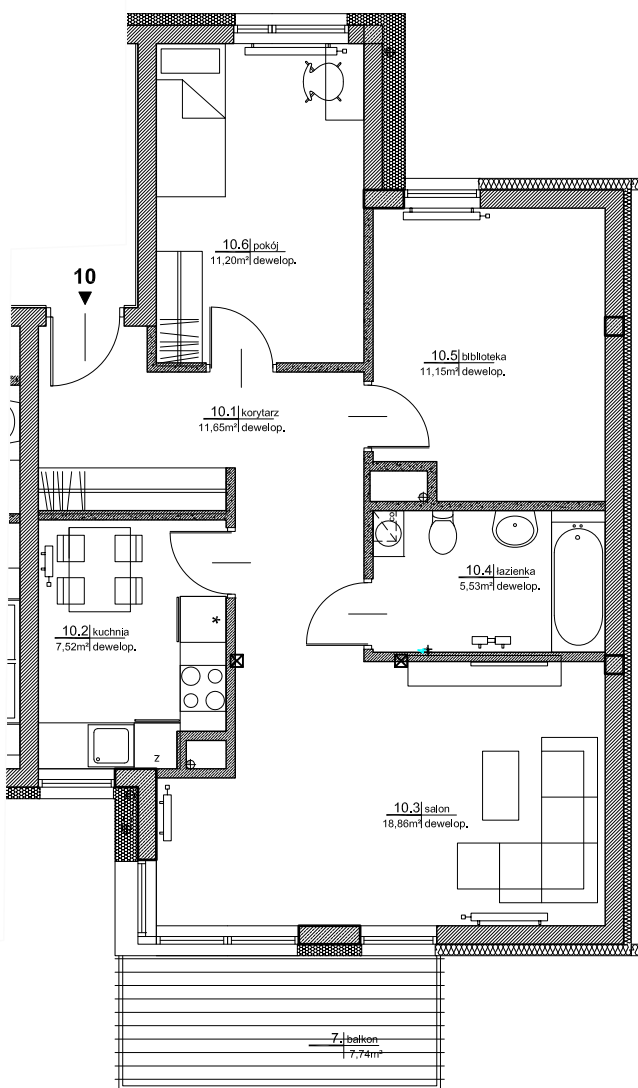 10.6 pokój
11,20m² dewelop.
10
10.5 biblioteka
11,15m² dewelop.
10.1 korytarz
11,65m² dewelop.
10.4 łazienka
5,53m² dewelop.
10.2 kuchnia
7,52m² dewelop.
*
z
10.3 salon
18,86m² dewelop.
7. balkon
7,74m²